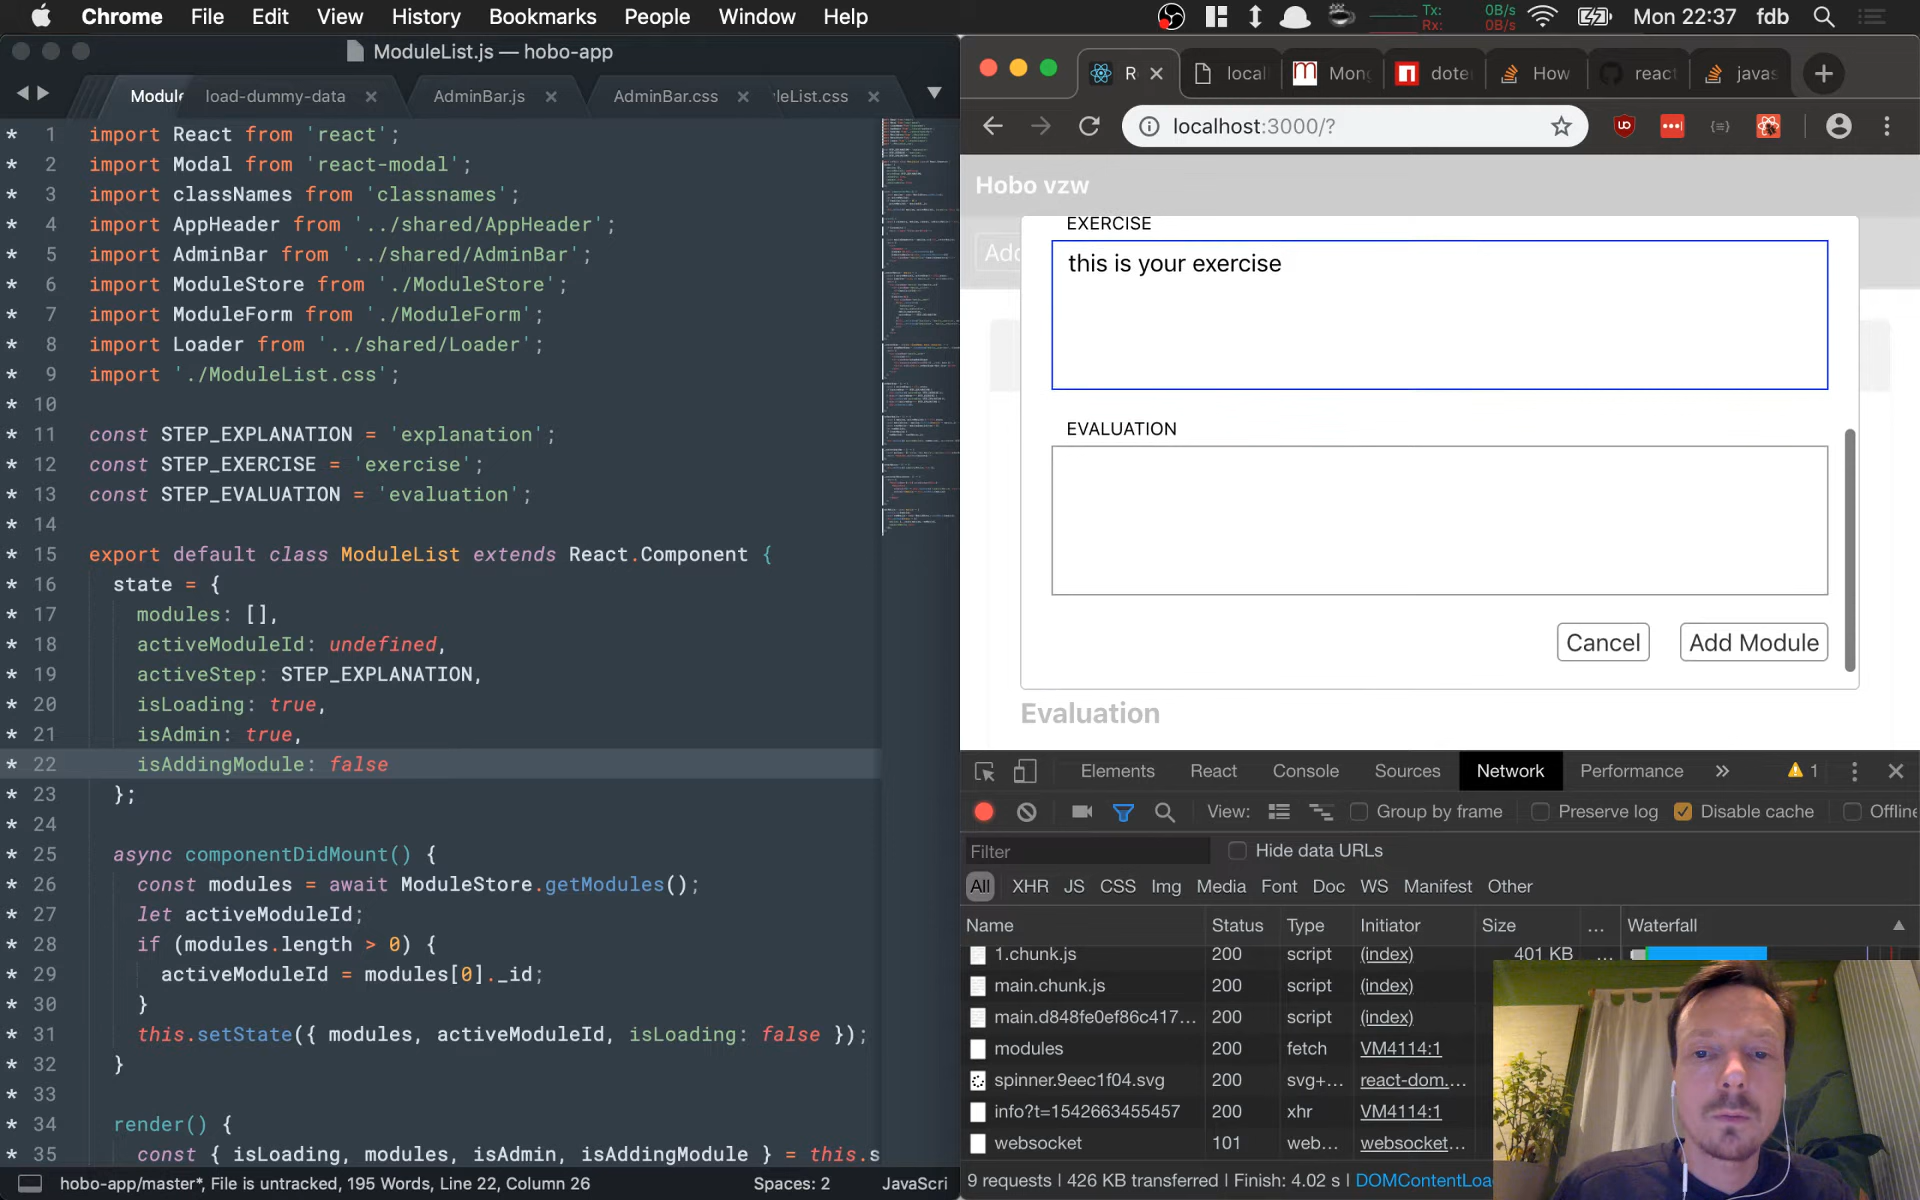 Chrome File Edit View History Bookmarks People Window Help
Tx: Rx: 0B/s 0B/s Mon 22:37 fdb
ModuleList.js — hobo-app
Module load-dummy-data AdminBar.js AdminBar.css leList.css
* 1 import React from 'react';
* 2 import Modal from 'react-modal';
* 3 import classNames from 'classnames';
* 4 import AppHeader from '../shared/AppHeader';
* 5 import AdminBar from '../shared/AdminBar';
* 6 import ModuleStore from './ModuleStore';
* 7 import ModuleForm from './ModuleForm';
* 8 import Loader from '../shared/Loader';
* 9 import './ModuleList.css';
* 10
* 11 const STEP_EXPLANATION = 'explanation';
* 12 const STEP_EXERCISE = 'exercise';
* 13 const STEP_EVALUATION = 'evaluation';
* 14
* 15 export default class ModuleList extends React.Component {
* 16 state = {
* 17 modules: [],
* 18 activeModuleId: undefined,
* 19 activeStep: STEP_EXPLANATION,
* 20 isLoading: true,
* 21 isAdmin: true,
* 22 isAddingModule: false
* 23 };
* 24
* 25 async componentDidMount() {
* 26 const modules = await ModuleStore.getModules();
* 27 let activeModuleId;
* 28 if (modules.length > 0) {
* 29 activeModuleId = modules[0]._id;
* 30 }
* 31 this.setState({ modules, activeModuleId, isLoading: false });
* 32 }
* 33
* 34 render() {
* 35 const { isLoading, modules, isAdmin, isAddingModule } = this.s
hobo-app/master*, File is untracked, 195 Words, Line 22, Column 26 Spaces: 2 JavaScri
R local Mong dote How react javas
localhost:3000/?
Hobo vzw
Add
EXERCISE
this is your exercise
EVALUATION
Cancel Add Module
Evaluation
Elements React Console Sources Network Performance » 1
View: Group by frame Preserve log Disable cache Offline
Filter Hide data URLs
All XHR JS CSS Img Media Font Doc WS Manifest Other
Name Status Type Initiator Size ... Waterfall
1.chunk.js 200 script (index) 401 KB ...
main.chunk.js 200 script (index)
main.d848fe0ef86c417... 200 script (index)
modules 200 fetch VM4114:1
spinner.9eec1f04.svg 200 svg+... react-dom....
info?t=1542663455457 200 xhr VM4114:1
websocket 101 web... websocket...
9 requests | 426 KB transferred | Finish: 4.02 s | DOMContentLoa